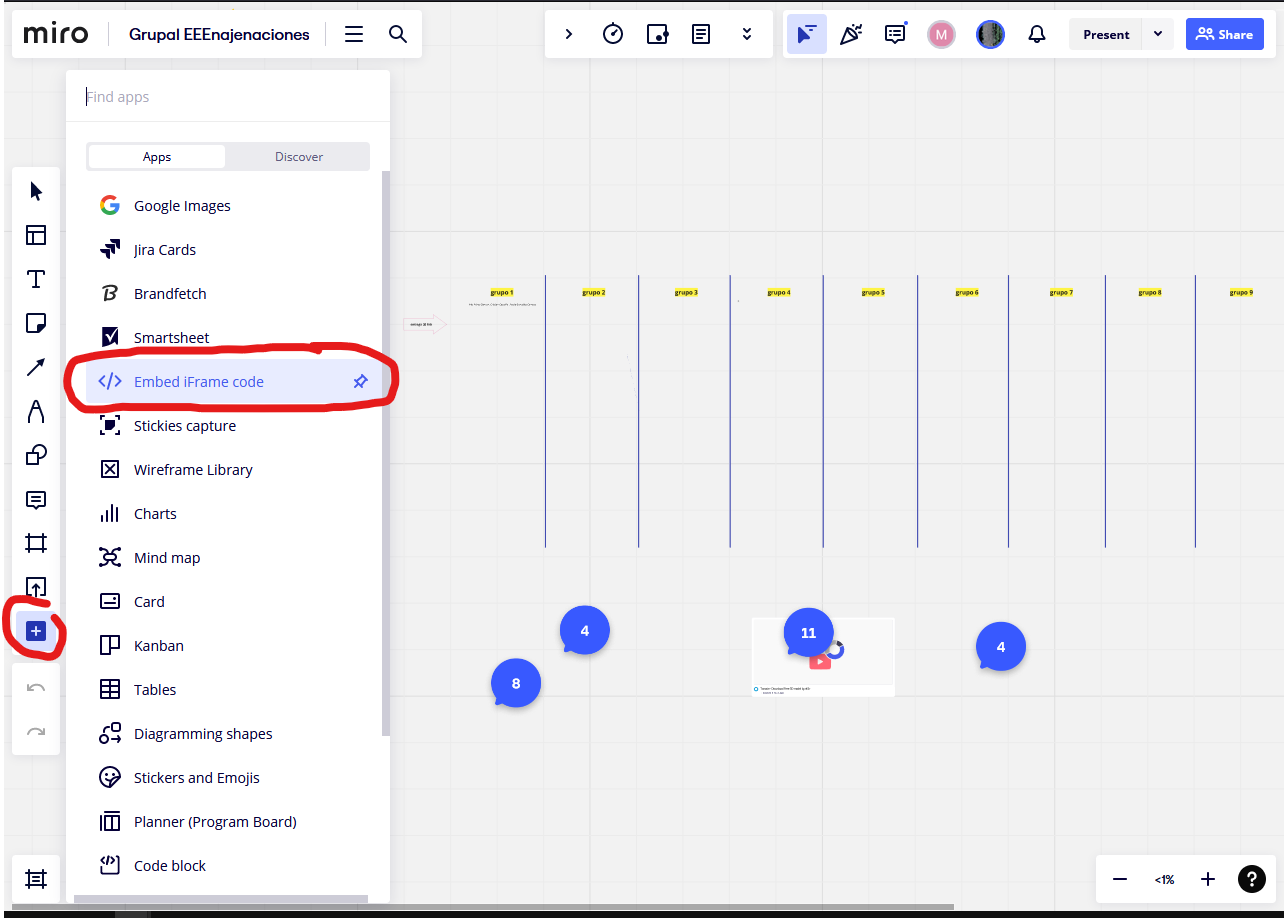 miro
Grupal EEEnajenaciones
M
Present
Share
Find apps
Apps
Discover
Google Images
Jira Cards
Brandfetch
Smartsheet
Embed iFrame code
Stickies capture
Wireframe Library
Charts
Mind map
Card
Kanban
Tables
Diagramming shapes
Stickers and Emojis
Planner (Program Board)
Code block
grupo 1
grupo 2
grupo 3
grupo 4
grupo 5
grupo 6
grupo 7
grupo 8
grupo 9
4
11
4
8
<1%
?